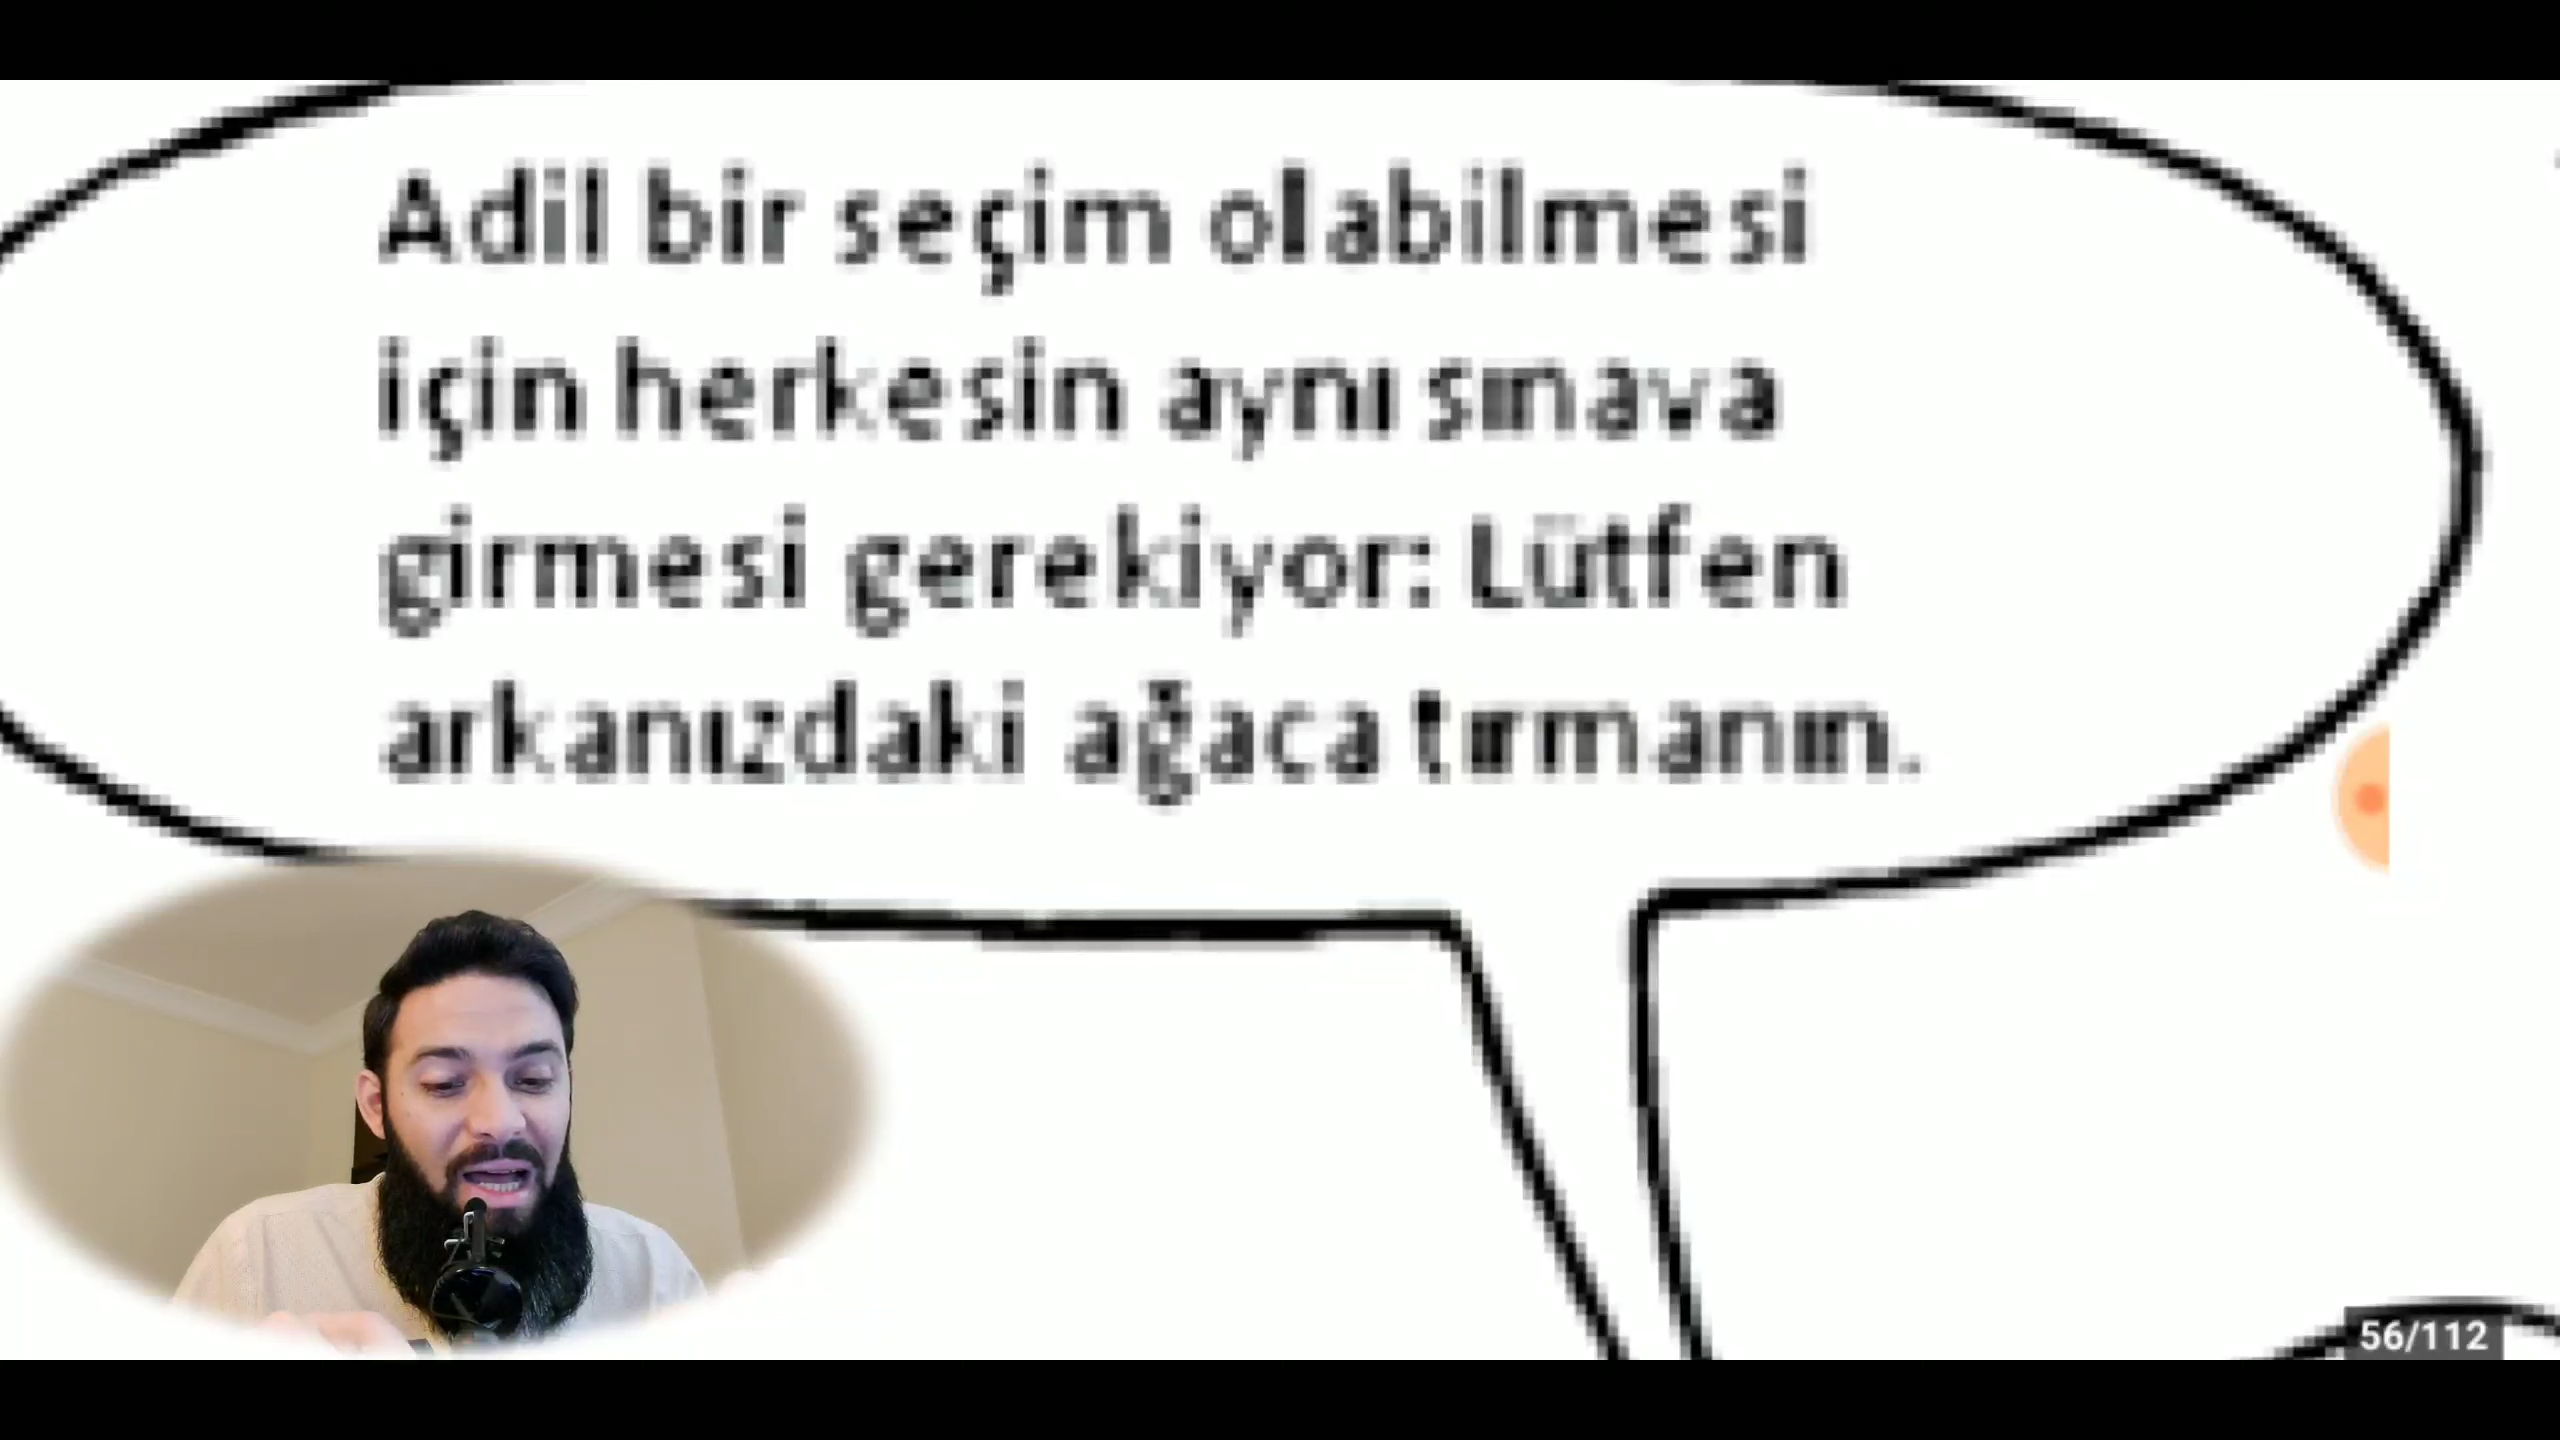 Adil bir seçim olabilmesi
için herkesin aynı sınava
girmesi gerekiyor: Lütfen
arkanızdaki ağaca tırmanın.
56/112